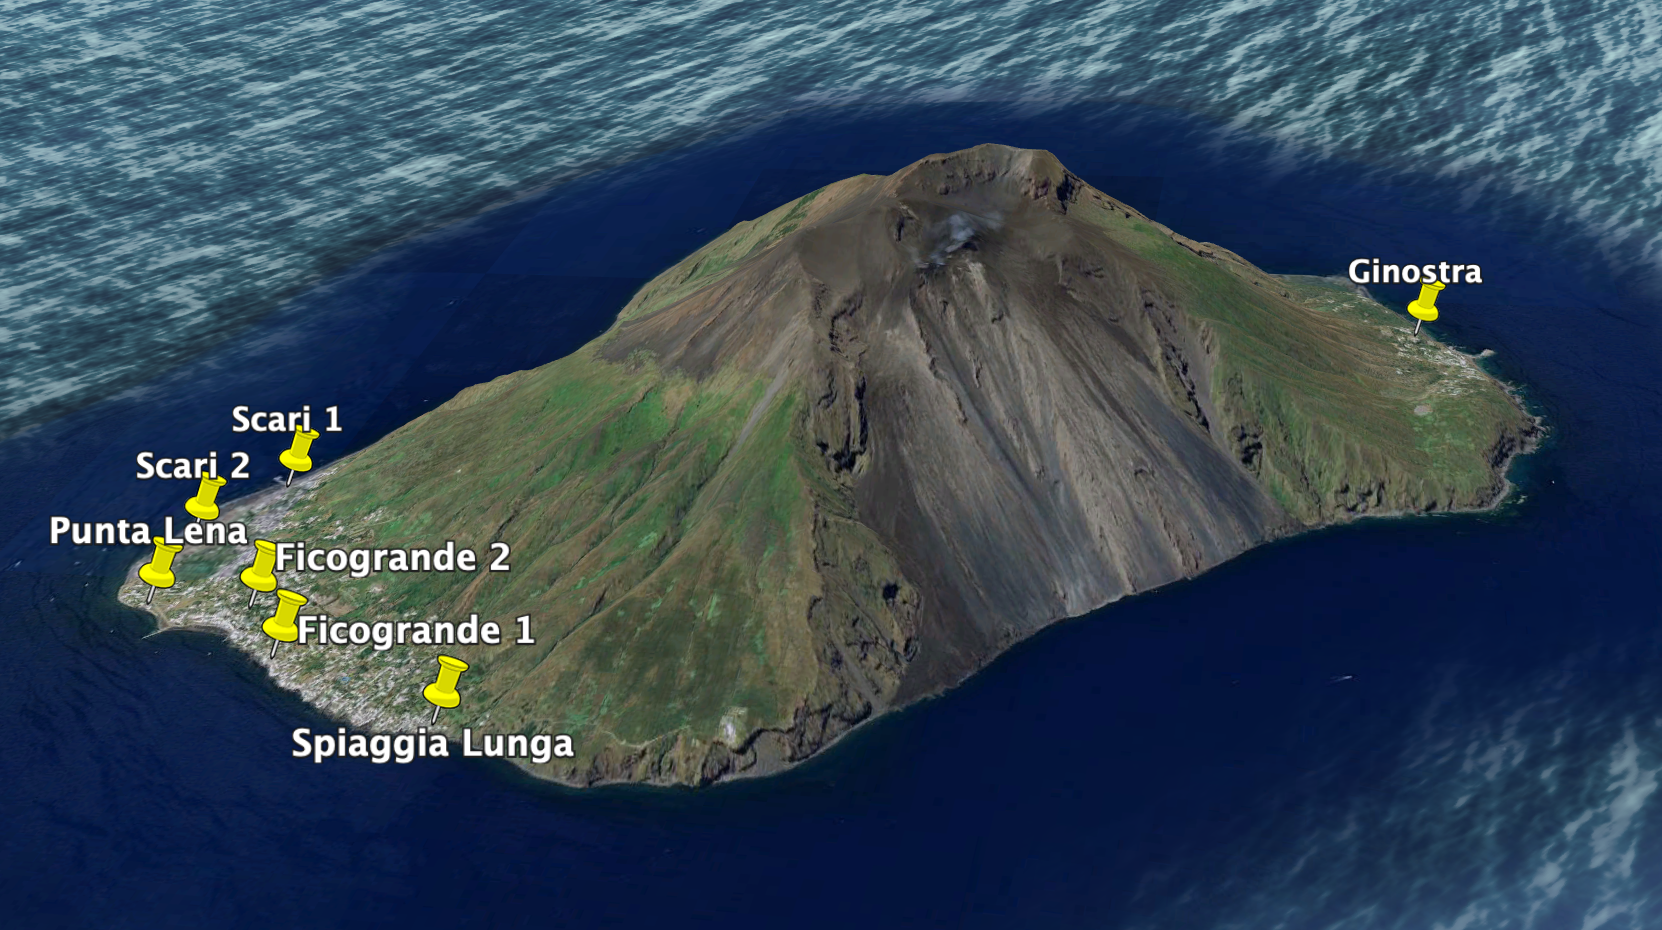 Ginostra
Scari 1
Scari 2
Punta Lena
Ficogrande 2
Ficogrande 1
Spiaggia Lunga